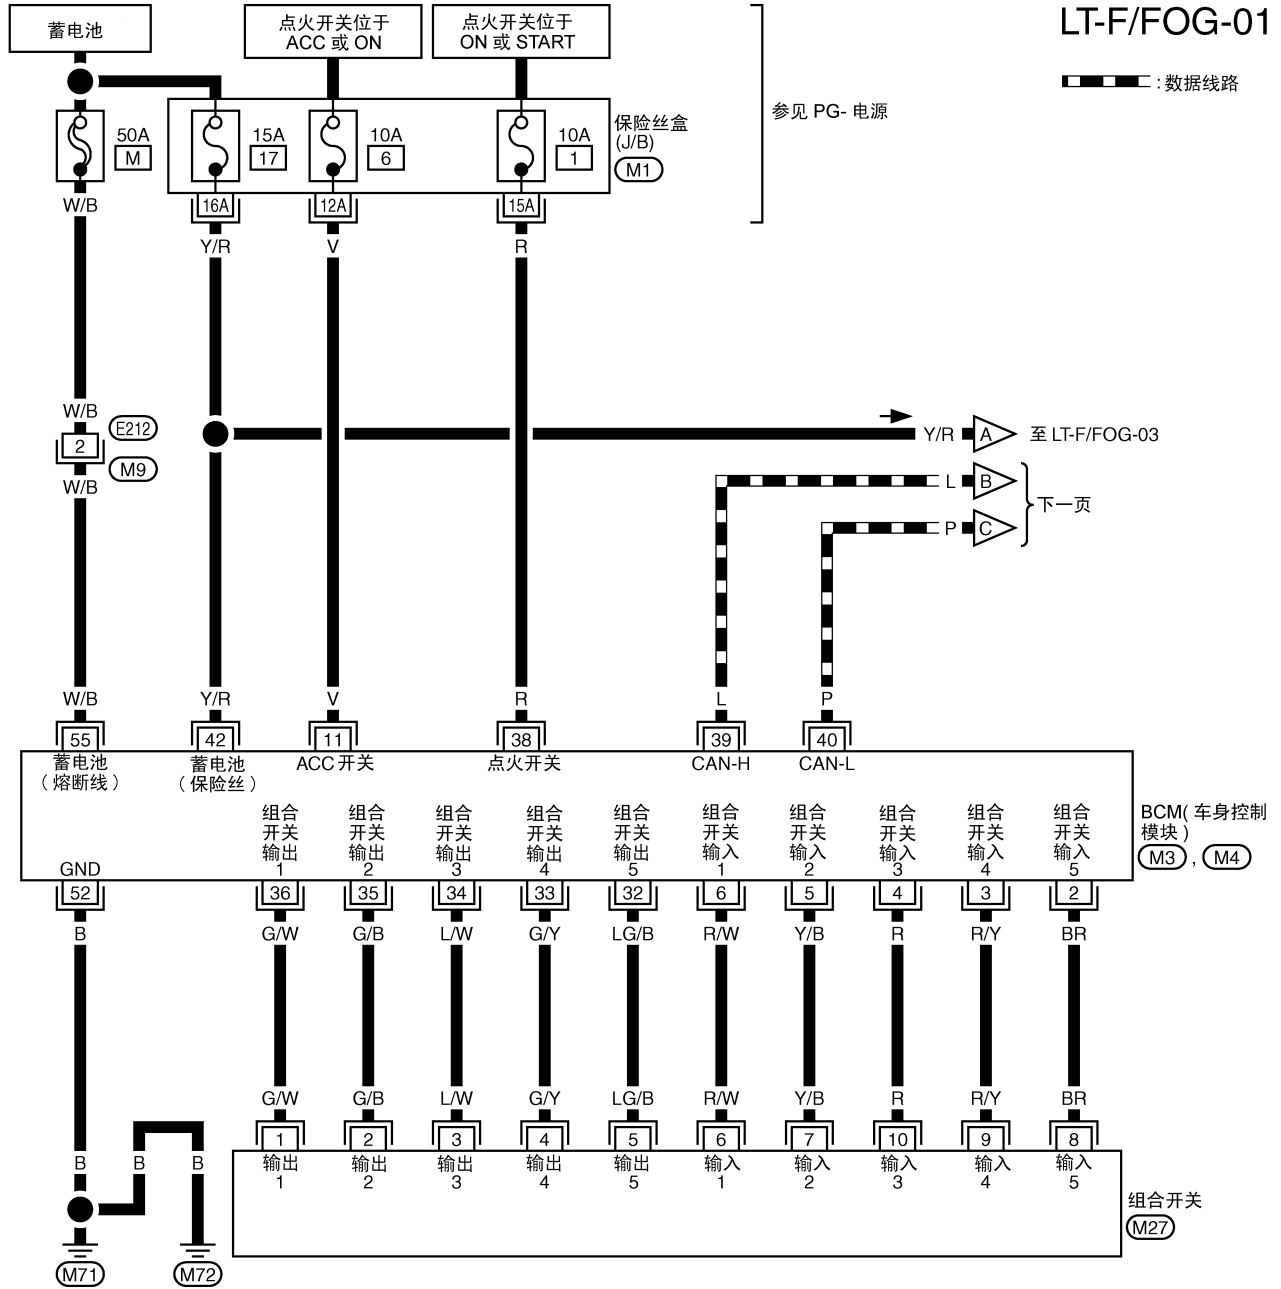 LT-F/FOG-01
蓄电池
点火开关位于
ACC 或 ON
点火开关位于
ON 或 START
:数据线路
参见 PG- 电源
50A
M
15A
17
10A
6
10A
1
保险丝盒
(J/B)
M1
W/B
16A
12A
15A
Y/R
V
R
W/B
E212
2
M9
W/B
Y/R
A
至 LT-F/FOG-03
L
B
P
C
下一页
W/B
Y/R
V
R
L
P
55
42
11
38
39
40
蓄电池
(熔断线)
蓄电池
(保险丝)
ACC 开关
点火开关
CAN-H
CAN-L
BCM( 车身控制
模块)
M3 , M4
组合
开关
输出
1
组合
开关
输出
2
组合
开关
输出
3
组合
开关
输出
4
组合
开关
输出
5
组合
开关
输入
1
组合
开关
输入
2
组合
开关
输入
3
组合
开关
输入
4
组合
开关
输入
5
GND
52
36
35
34
33
32
6
5
4
3
2
B
G/W
G/B
L/W
G/Y
LG/B
R/W
Y/B
R
R/Y
BR
G/W
G/B
L/W
G/Y
LG/B
R/W
Y/B
R
R/Y
BR
1
2
3
4
5
6
7
10
9
8
B
B
B
输出
1
输出
2
输出
3
输出
4
输出
5
输入
1
输入
2
输入
3
输入
4
输入
5
组合开关
M27
M71
M72